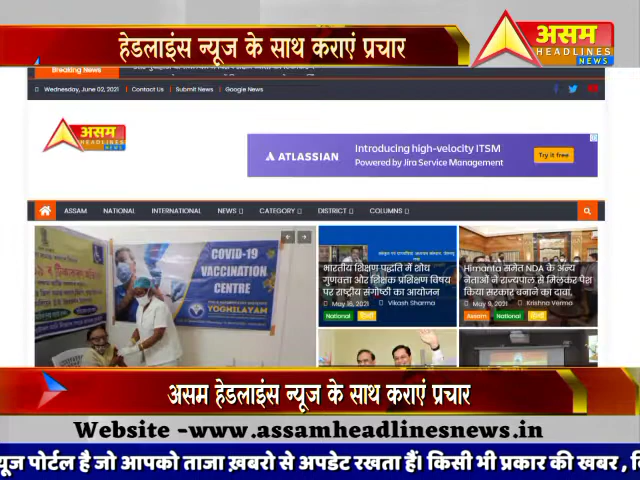 हेडलाइंस न्यूज के साथ कराएं प्रचार
असम
HEADLINES
NEWS
Breaking News
Wednesday, June 02, 2021
Contact Us
Submit News
Google News
असम
HEADLINES
NEWS
ATLASSIAN
Introducing high-velocity ITSM
Powered by Jira Service Management
Try it free
ASSAM NATIONAL INTERNATIONAL NEWS CATEGORY DISTRICT COLUMNS
COVID-19
VACCINATION
CENTRE
YOGNILAYAM
भारतीय शिक्षण पद्धति में शोध
गुणवत्ता और शिक्षक प्रशिक्षण विषय
पर राष्ट्रीय संगोष्ठी का आयोजन
May 16, 2021 Vikash Sharma
National हिन्दी
Himanta समेत NDA के अन्य
नेताओं ने राज्यपाल से मिलकर पेश
किया सरकार बनाने का दावा,
May 9, 2021 Krishna Verma
Assam National हिन्दी
असम हेडलाइंस न्यूज के साथ कराएं प्रचार
Website -www.assamheadlinesnews.in
यूज पोर्टल है जो आपको ताजा ख़बरो से अपडेट रखता हैं। किसी भी प्रकार की खबर ,